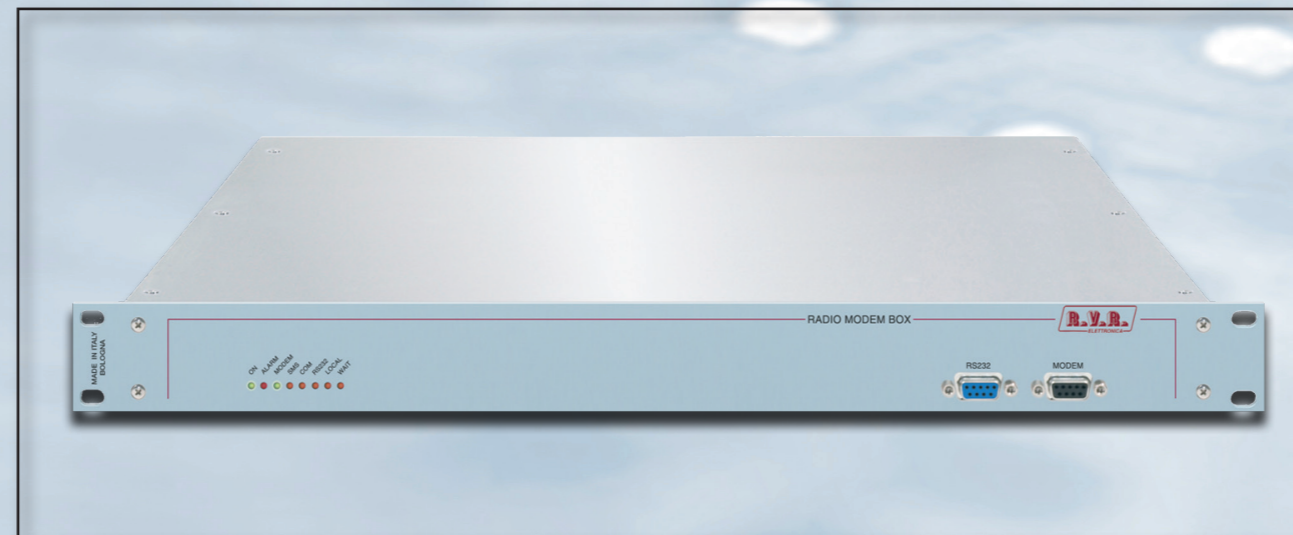 RADIO MODEM BOX
R.V.R.
ELETTRONICA
MADE IN ITALY
BOLOGNA
ON ALARM MODEM SMS COM RS232 LOCAL WAIT
RS232 MODEM